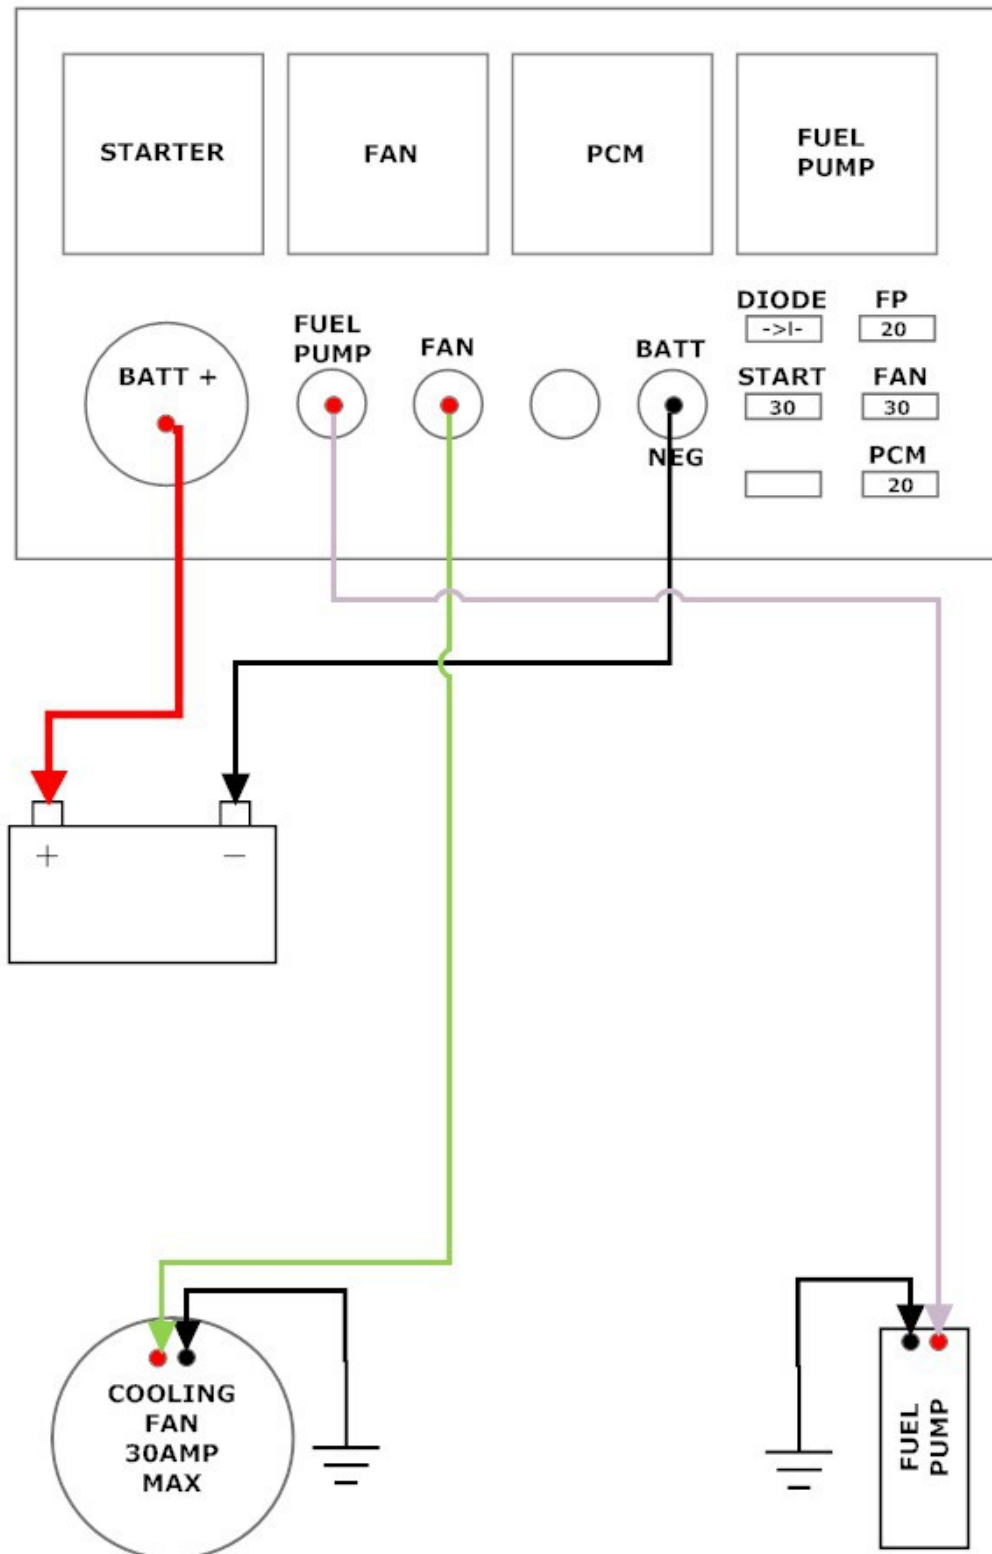 STARTER
FAN
PCM
FUEL
PUMP
DIODE
FP
->I-
20
FUEL
PUMP
FAN
BATT
BATT +
NEG
START
FAN
30
30
PCM
20
+
−
COOLING
FAN
30AMP
MAX
FUEL
PUMP